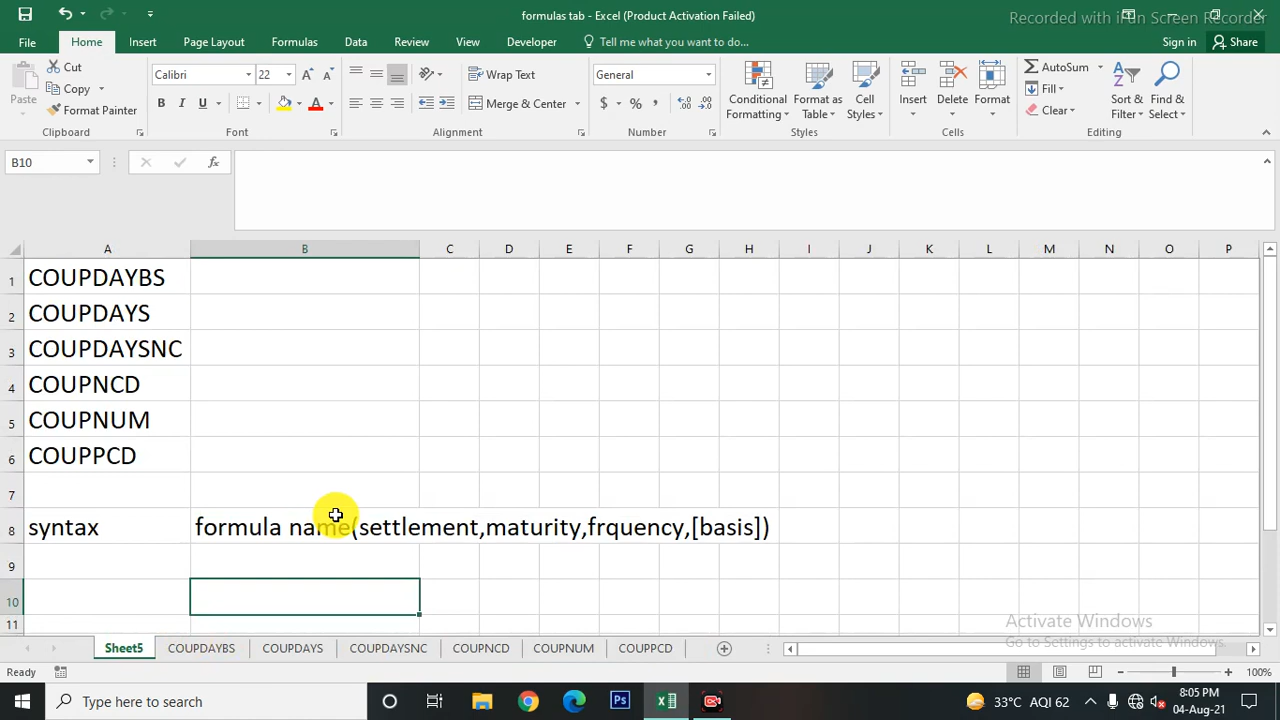 formulas tab - Excel (Product Activation Failed)
Recorded with iFun Screen Recorder
File
Home
Insert
Page Layout
Formulas
Data
Review
View
Developer
Tell me what you want to do...
Sign in
Share
Paste
Cut
Copy
Format Painter
Clipboard
Calibri
22
Font
Wrap Text
Merge & Center
Alignment
General
Number
Conditional Formatting
Format as Table
Cell Styles
Styles
Insert
Delete
Format
Cells
AutoSum
Fill
Clear
Sort & Filter
Find & Select
Editing
B10
fx
A B C D E F G H I J K L M N O P
1 COUPDAYBS
2 COUPDAYS
3 COUPDAYSNC
4 COUPNCD
5 COUPNUM
6 COUPPCD
7
8 syntax formula name(settlement,maturity,frquency,[basis])
9
10
11
Activate Windows
Go to Settings to activate Windows.
Sheet5 COUPDAYBS COUPDAYS COUPDAYSNC COUPNCD COUPNUM COUPPCD
Ready
100%
Type here to search
33°C AQI 62
8:05 PM
04-Aug-21